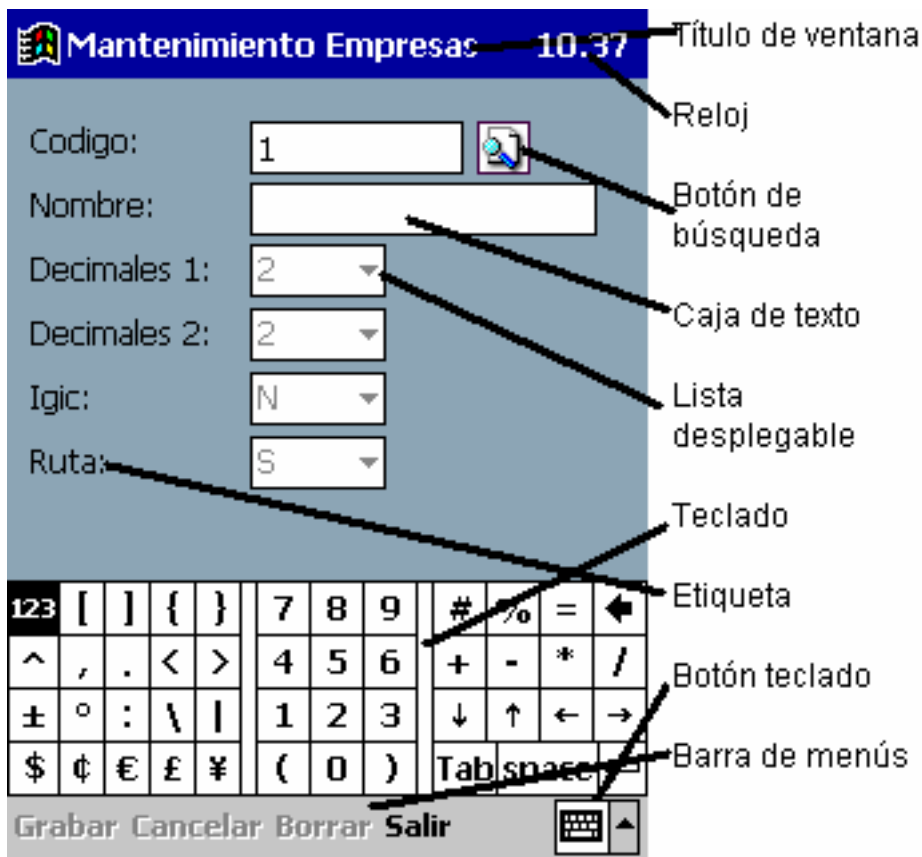 Mantenimiento Empresas 10:37
Título de ventana
Reloj
Codigo: 1
Botón de
búsqueda
Nombre:
Decimales 1: 2
Caja de texto
Decimales 2: 2
Igic: N
Lista
desplegable
Ruta: S
Teclado
123 [ ] { } 7 8 9 # % = ←
Etiqueta
^ , . < > 4 5 6 + - * /
Botón teclado
± ° : \ | 1 2 3 ↓ ↑ ← →
$ ¢ € £ ¥ ( 0 ) Tab space
Barra de menús
Grabar Cancelar Borrar Salir